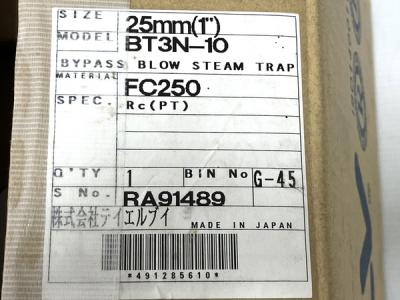 SIZE 25mm(1")
MODEL BT3N-10
BYPASS BLOW STEAM TRAP
MATERIAL FC250
SPEC. Rc(PT)
Q'TY 1 BIN No G-45
S No. RA91489
株式会社テイエルブイ MADE IN JAPAN
*491285610*